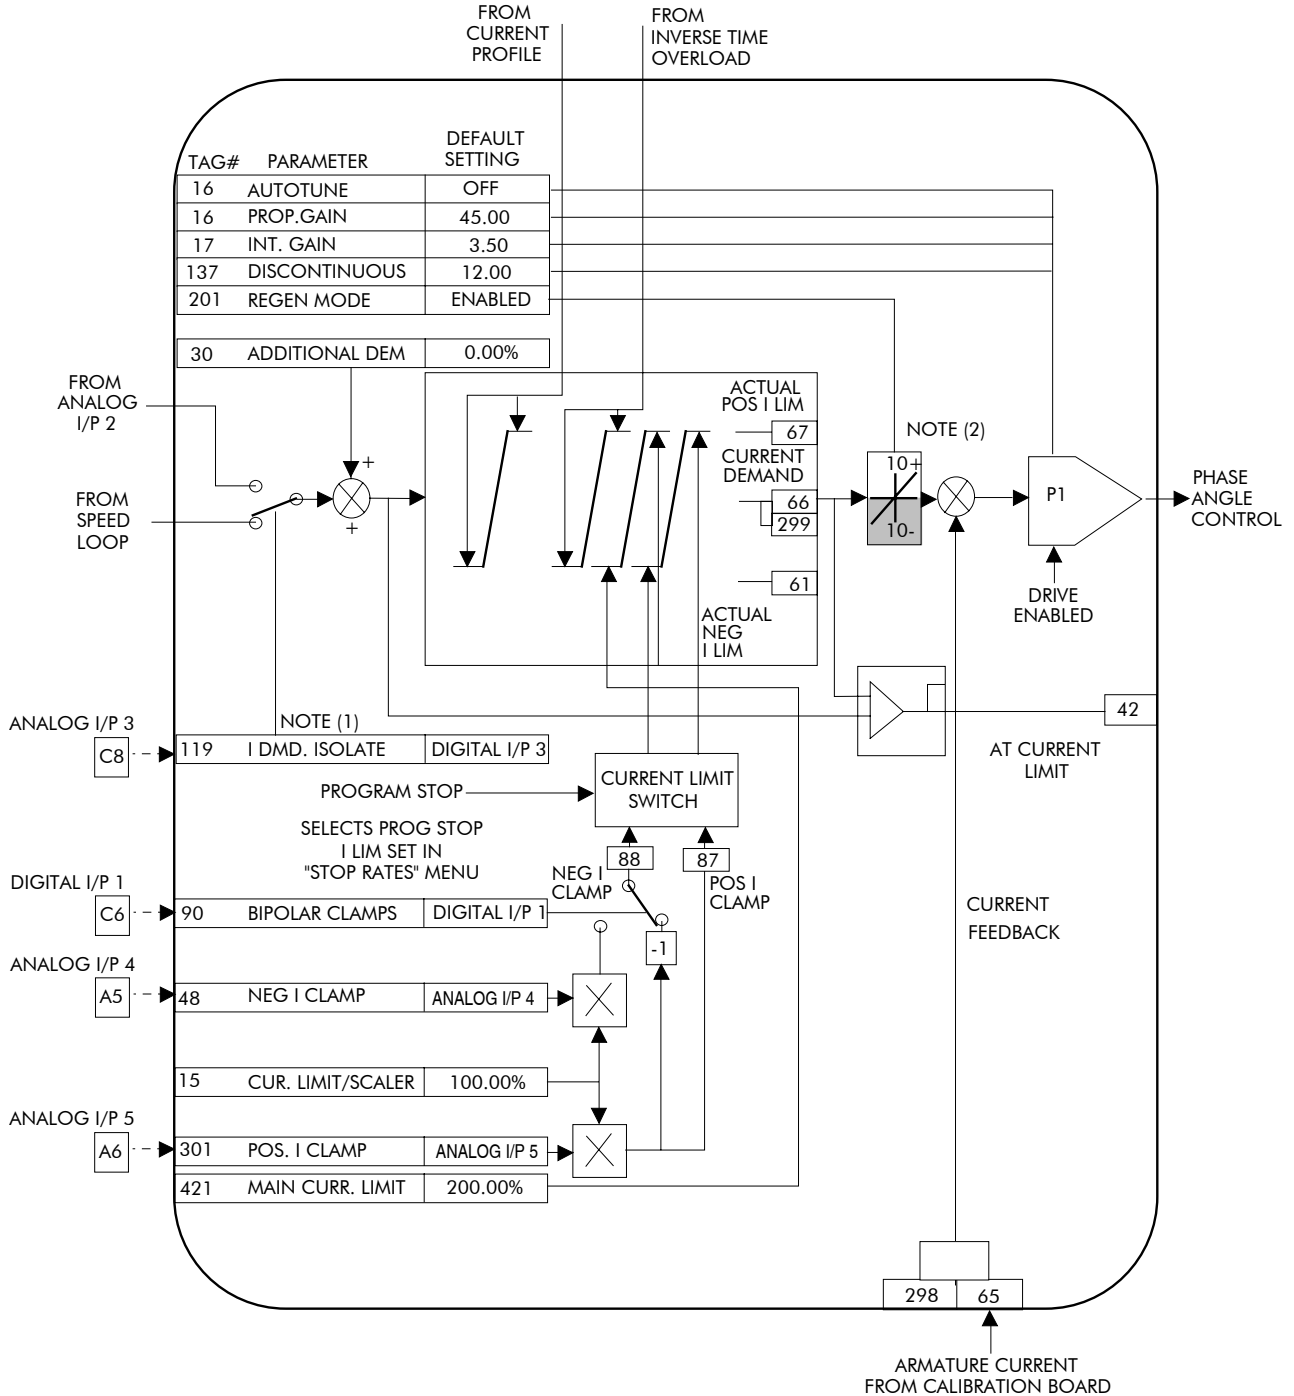 FROM
CURRENT
PROFILE
FROM
INVERSE TIME
OVERLOAD
TAG# PARAMETER DEFAULT SETTING
16 AUTOTUNE OFF
16 PROP.GAIN 45.00
17 INT. GAIN 3.50
137 DISCONTINUOUS 12.00
201 REGEN MODE ENABLED
30 ADDITIONAL DEM 0.00%
FROM
ANALOG
I/P 2
FROM
SPEED
LOOP
+
+
ACTUAL
POS I LIM
67
CURRENT
DEMAND
66
299
61
ACTUAL
NEG
I LIM
NOTE (2)
10+
10-
P1
PHASE
ANGLE
CONTROL
DRIVE
ENABLED
42
AT CURRENT
LIMIT
ANALOG I/P 3
C8
NOTE (1)
119 I DMD. ISOLATE DIGITAL I/P 3
PROGRAM STOP
CURRENT LIMIT
SWITCH
SELECTS PROG STOP
I LIM SET IN
"STOP RATES" MENU
88
87
NEG I
CLAMP
POS I
CLAMP
DIGITAL I/P 1
C6
90 BIPOLAR CLAMPS DIGITAL I/P 1
-1
CURRENT
FEEDBACK
ANALOG I/P 4
A5
48 NEG I CLAMP ANALOG I/P 4
15 CUR. LIMIT/SCALER 100.00%
ANALOG I/P 5
A6
301 POS. I CLAMP ANALOG I/P 5
421 MAIN CURR. LIMIT 200.00%
298 65
ARMATURE CURRENT
FROM CALIBRATION BOARD